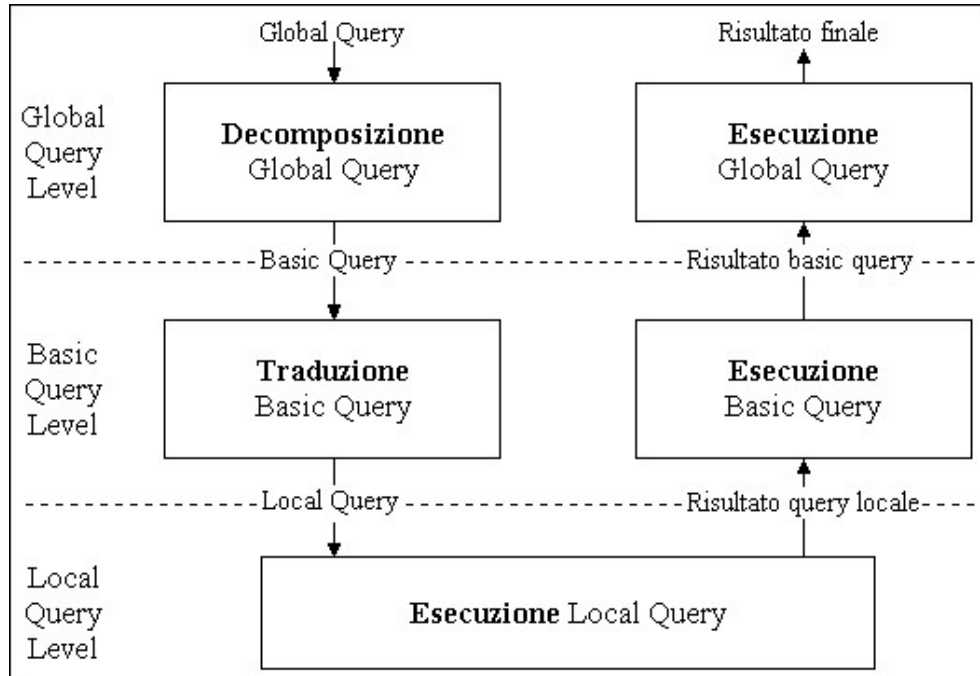 Global Query
Risultato finale
Global
Query
Level
Decomposizione
Global Query
Esecuzione
Global Query
Basic Query
Risultato basic query
Basic
Query
Level
Traduzione
Basic Query
Esecuzione
Basic Query
Local Query
Risultato query locale
Local
Query
Level
Esecuzione Local Query